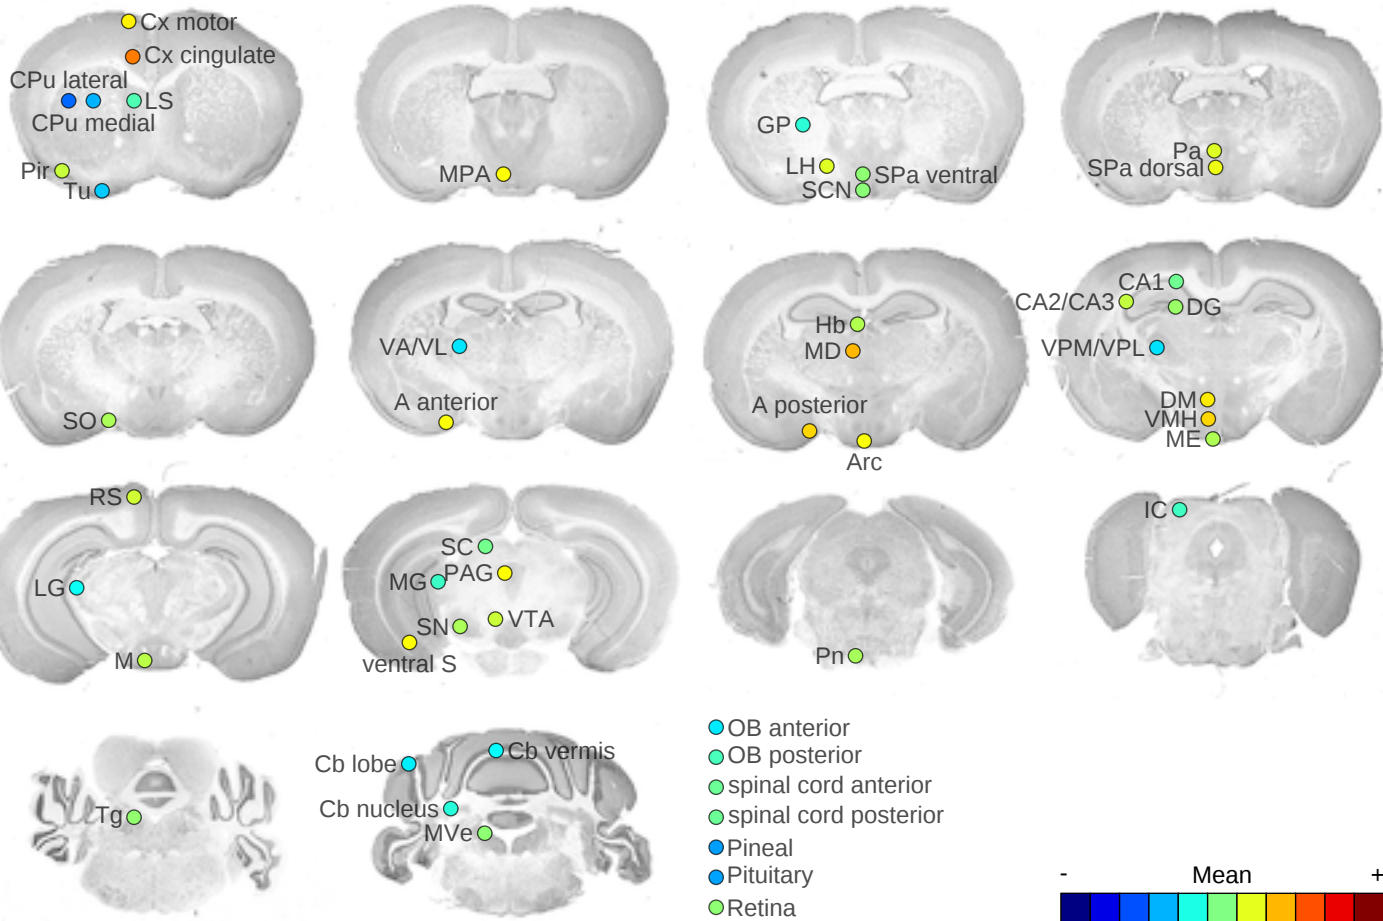 Cx motor
Cx cingulate
CPu lateral
LS
CPu medial
Pir
Tu
MPA
GP
LH
SPa ventral
SCN
Pa
SPa dorsal
SO
VA/VL
A anterior
Hb
MD
A posterior
Arc
CA1
CA2/CA3
DG
VPM/VPL
DM
VMH
ME
RS
LG
M
SC
MG
PAG
SN
VTA
ventral S
Pn
IC
Tg
Cb lobe
Cb vermis
Cb nucleus
MVe
OB anterior
OB posterior
spinal cord anterior
spinal cord posterior
Pineal
Pituitary
Retina
- Mean +